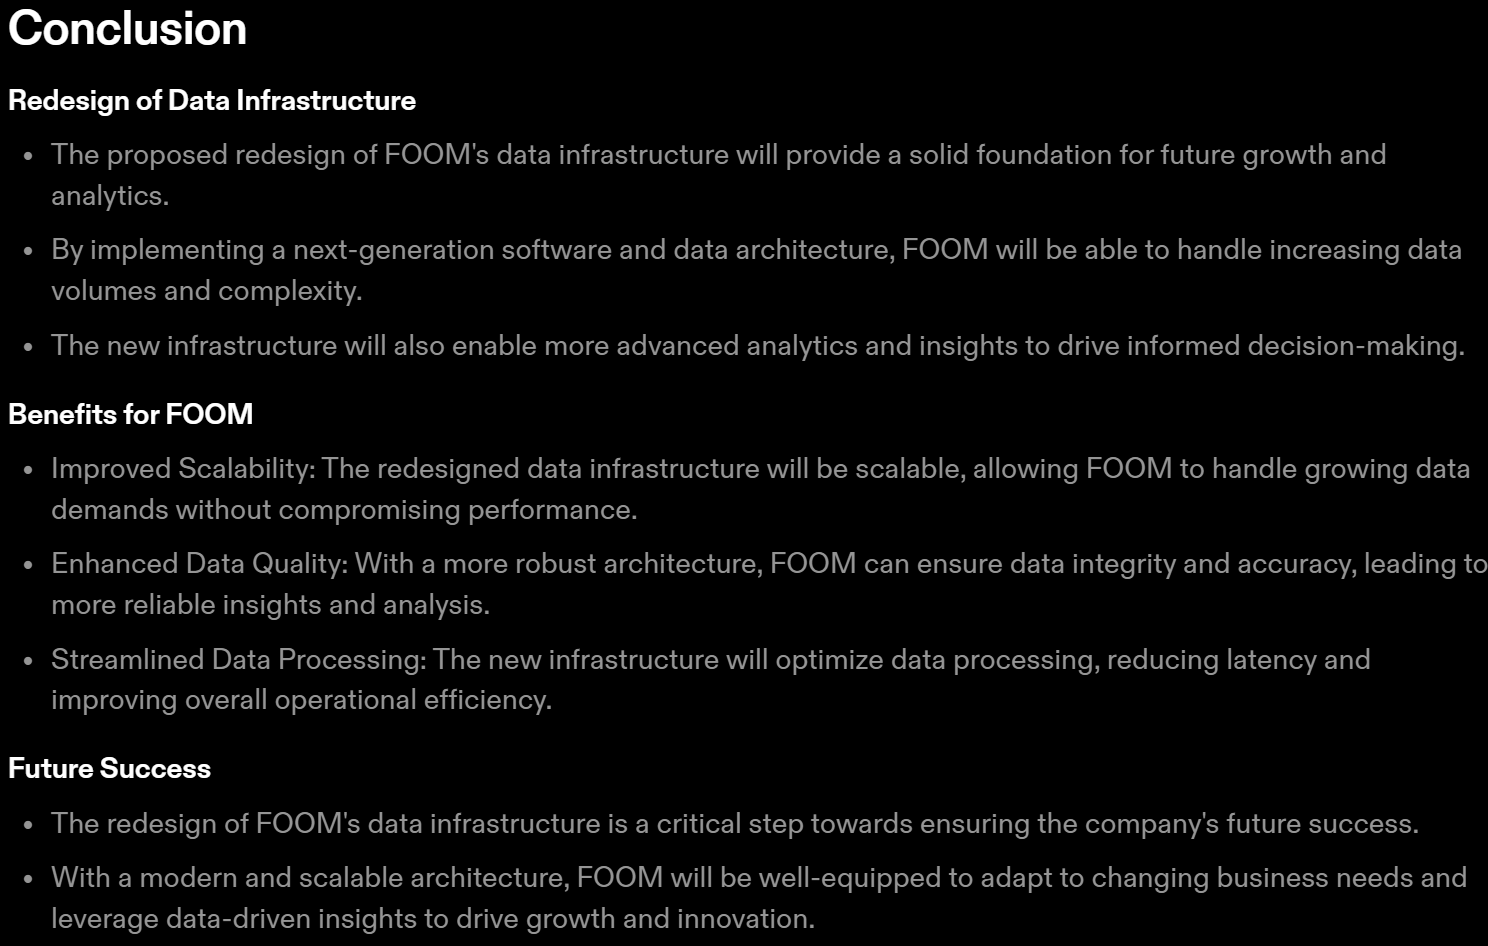 Conclusion
Redesign of Data Infrastructure
• The proposed redesign of FOOM's data infrastructure will provide a solid foundation for future growth and
analytics.
• By implementing a next-generation software and data architecture, FOOM will be able to handle increasing data
volumes and complexity.
• The new infrastructure will also enable more advanced analytics and insights to drive informed decision-making.
Benefits for FOOM
• Improved Scalability: The redesigned data infrastructure will be scalable, allowing FOOM to handle growing data
demands without compromising performance.
• Enhanced Data Quality: With a more robust architecture, FOOM can ensure data integrity and accuracy, leading to
more reliable insights and analysis.
• Streamlined Data Processing: The new infrastructure will optimize data processing, reducing latency and
improving overall operational efficiency.
Future Success
• The redesign of FOOM's data infrastructure is a critical step towards ensuring the company's future success.
• With a modern and scalable architecture, FOOM will be well-equipped to adapt to changing business needs and
leverage data-driven insights to drive growth and innovation.